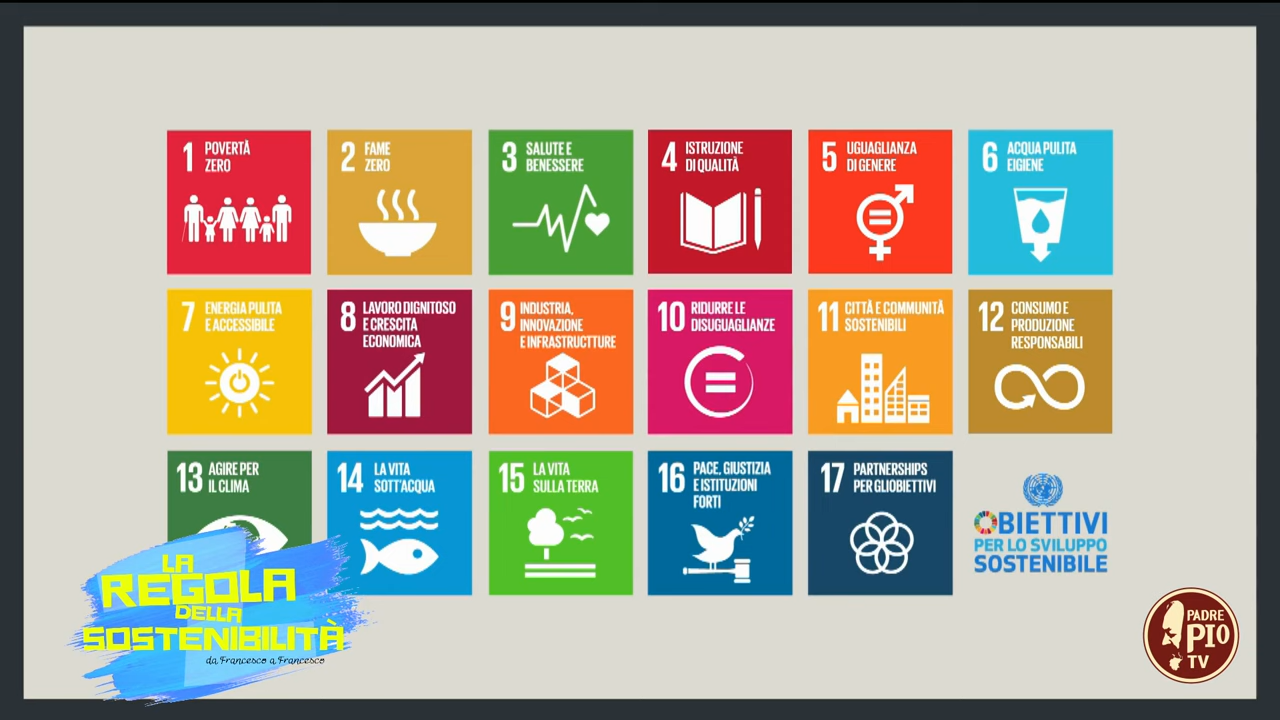 1 POVERTÀ
ZERO
2 FAME
ZERO
3 SALUTE E
BENESSERE
4 ISTRUZIONE
DI QUALITÀ
5 UGUAGLIANZA
DI GENERE
6 ACQUA PULITA
EIGIENE
7 ENERGIA PULITA
E ACCESSIBILE
8 LAVORO DIGNITOSO
E CRESCITA
ECONOMICA
9 INDUSTRIA,
INNOVAZIONE
E INFRASTRUCTTURE
10 RIDURRE LE
DISUGUAGLIANZE
11 CITTÀ E COMMUNITÀ
SOSTENIBILI
12 CONSUMO E
PRODUZIONE
RESPONSABILI
13 AGIRE PER
IL CLIMA
14 LA VITA
SOTT'ACQUA
15 LA VITA
SULLA TERRA
16 PACE, GIUSTIZIA
E ISTITUZIONI
FORTI
17 PARTNERSHIPS
PER GLIOBIETTIVI
OBIETTIVI
PER LO SVILUPPO
SOSTENIBILE
LA
REGOLA
DELLA
SOSTENIBILITÀ
da Francesco a Francesco
PADRE
PIO
TV